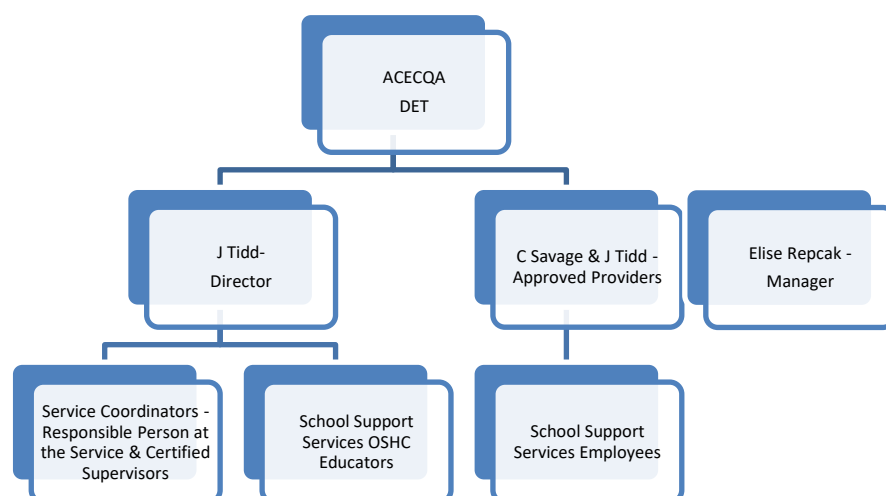 ACECQA
DET
J Tidd-
Director
C Savage & J Tidd -
Approved Providers
Elise Repcak -
Manager
Service Coordinators -
Responsible Person at
the Service & Certified
Supervisors
School Support
Services OSHC
Educators
School Support
Services Employees